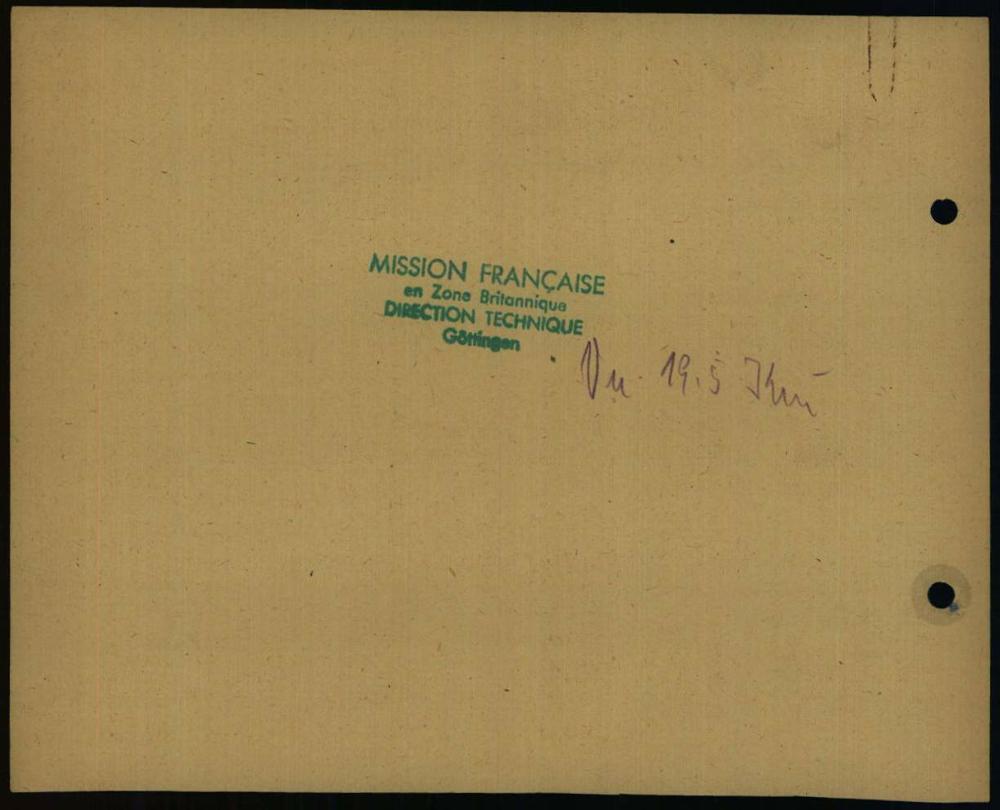 MISSION FRANÇAISE
en Zone Britannique
DIRECTION TECHNIQUE
Göttingen
Vu 19.5